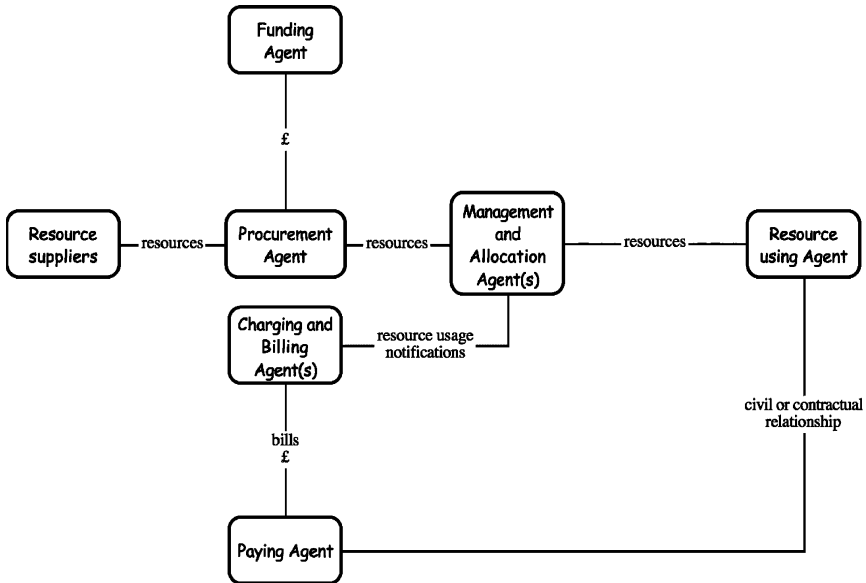 Funding
Agent
£
Resource
suppliers
resources
Procurement
Agent
resources
Management
and
Allocation
Agent(s)
resources
Resource
using Agent
Charging and
Billing
Agent(s)
resource usage
notifications
civil or contractual
relationship
bills
£
Paying Agent